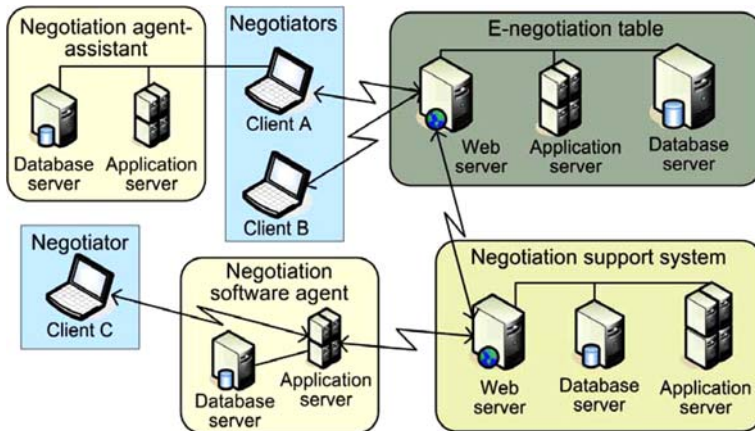 Negotiation agent-
assistant
Database
server
Application
server
Negotiators
Client A
Client B
E-negotiation table
Web
server
Application
server
Database
server
Negotiator
Client C
Negotiation
software agent
Database
server
Application
server
Negotiation support system
Web
server
Database
server
Application
server